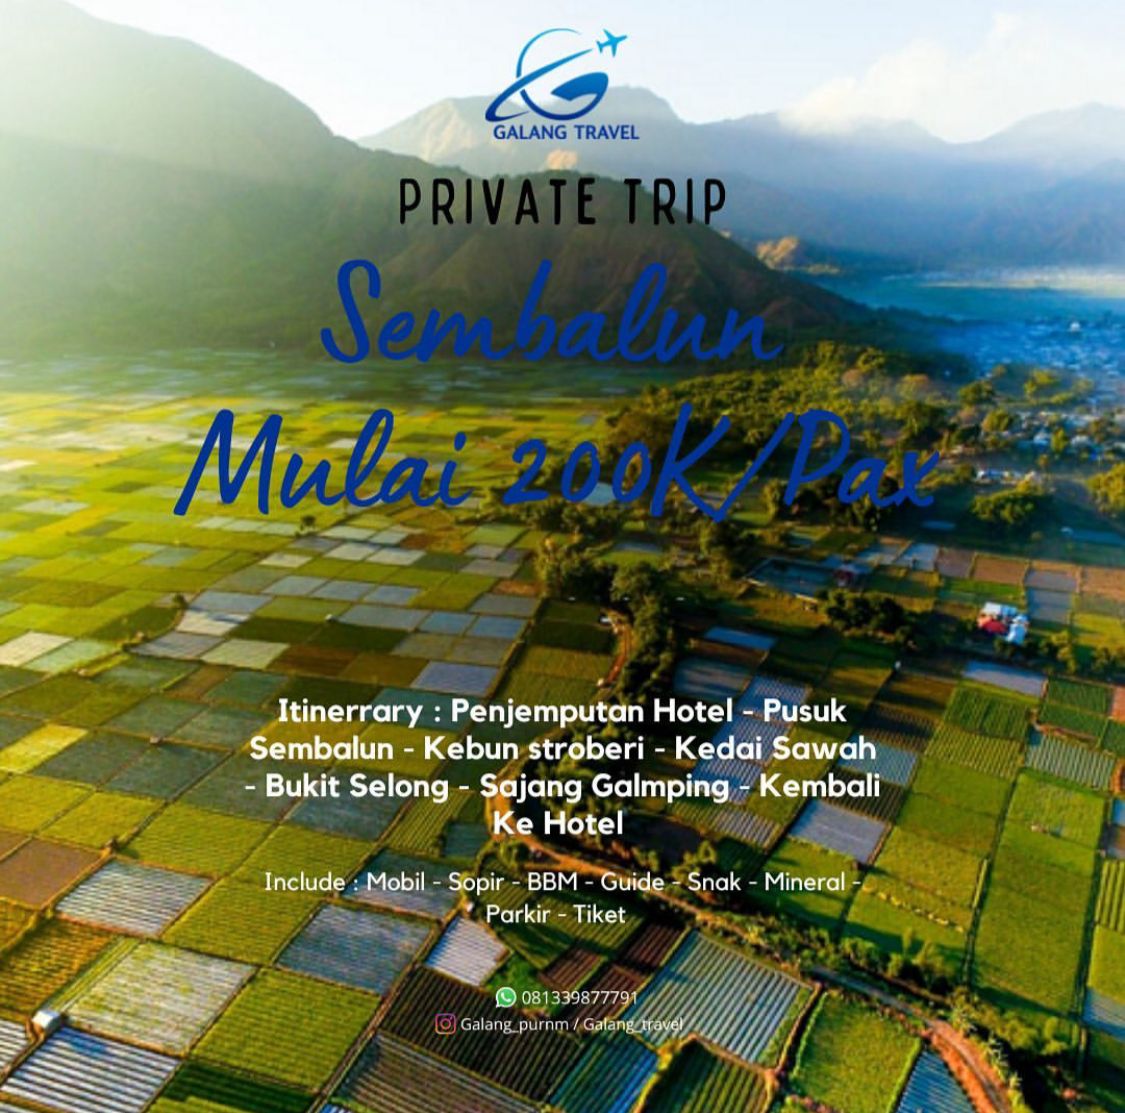 GALANG TRAVEL
PRIVATE TRIP
Sembalun
Mulai 200K/Pax
Itinerrary : Penjemputan Hotel - Pusuk
Sembalun - Kebun stroberi - Kedai Sawah
- Bukit Selong - Sajang Galmping - Kembali
Ke Hotel
Include : Mobil - Sopir - BBM - Guide - Snak - Mineral -
Parkir - Tiket
081339877791
Galang_purnm / Galang_travel